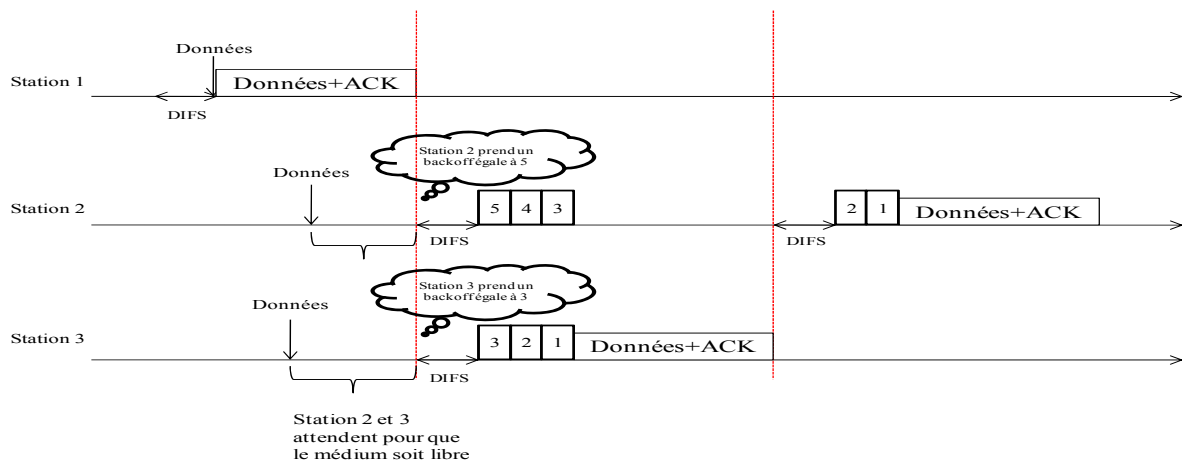 Données
Station 1
Données+ACK
DIFS
Station 2 prend un
backoff égale à 5
Données
Station 2
5 4 3
2 1
Données+ACK
DIFS
DIFS
Station 3 prend un
backoff égale à 3
Données
Station 3
3 2 1
Données+ACK
DIFS
Station 2 et 3
attendent pour que
le médium soit libre